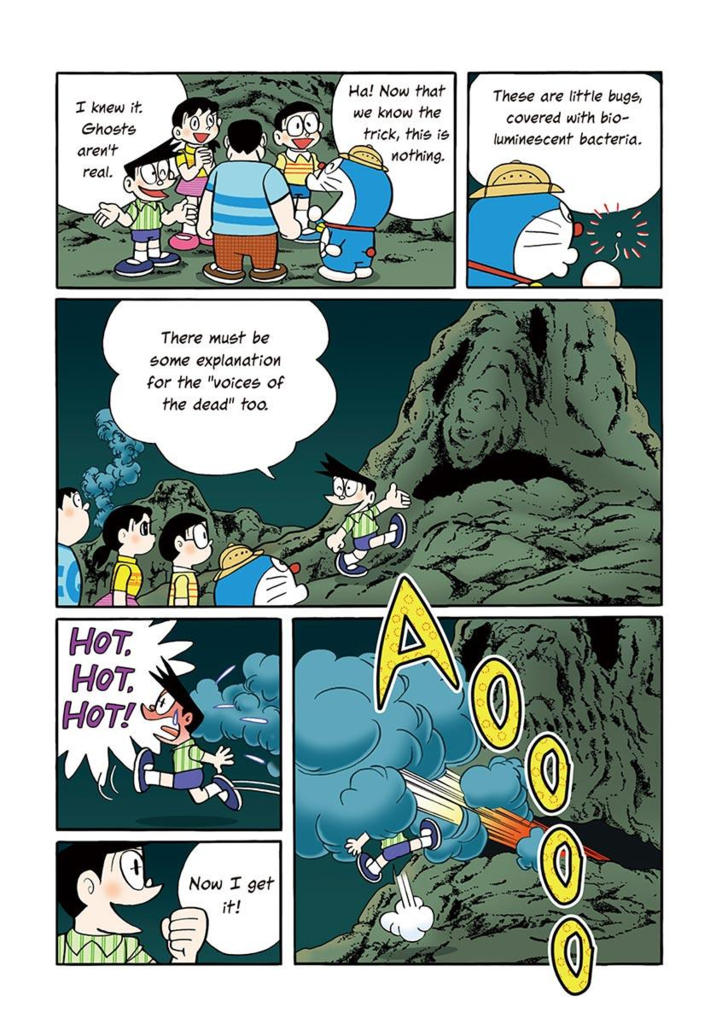 These are little bugs,
covered with bio-
luminescent bacteria.
Ha! Now that
we know the
trick, this is
nothing.
I knew it.
Ghosts
aren't
real.
There must be
some explanation
for the "voices of
the dead" too.
AOOOO
HOT,
HOT,
HOT!
Now I get
it!